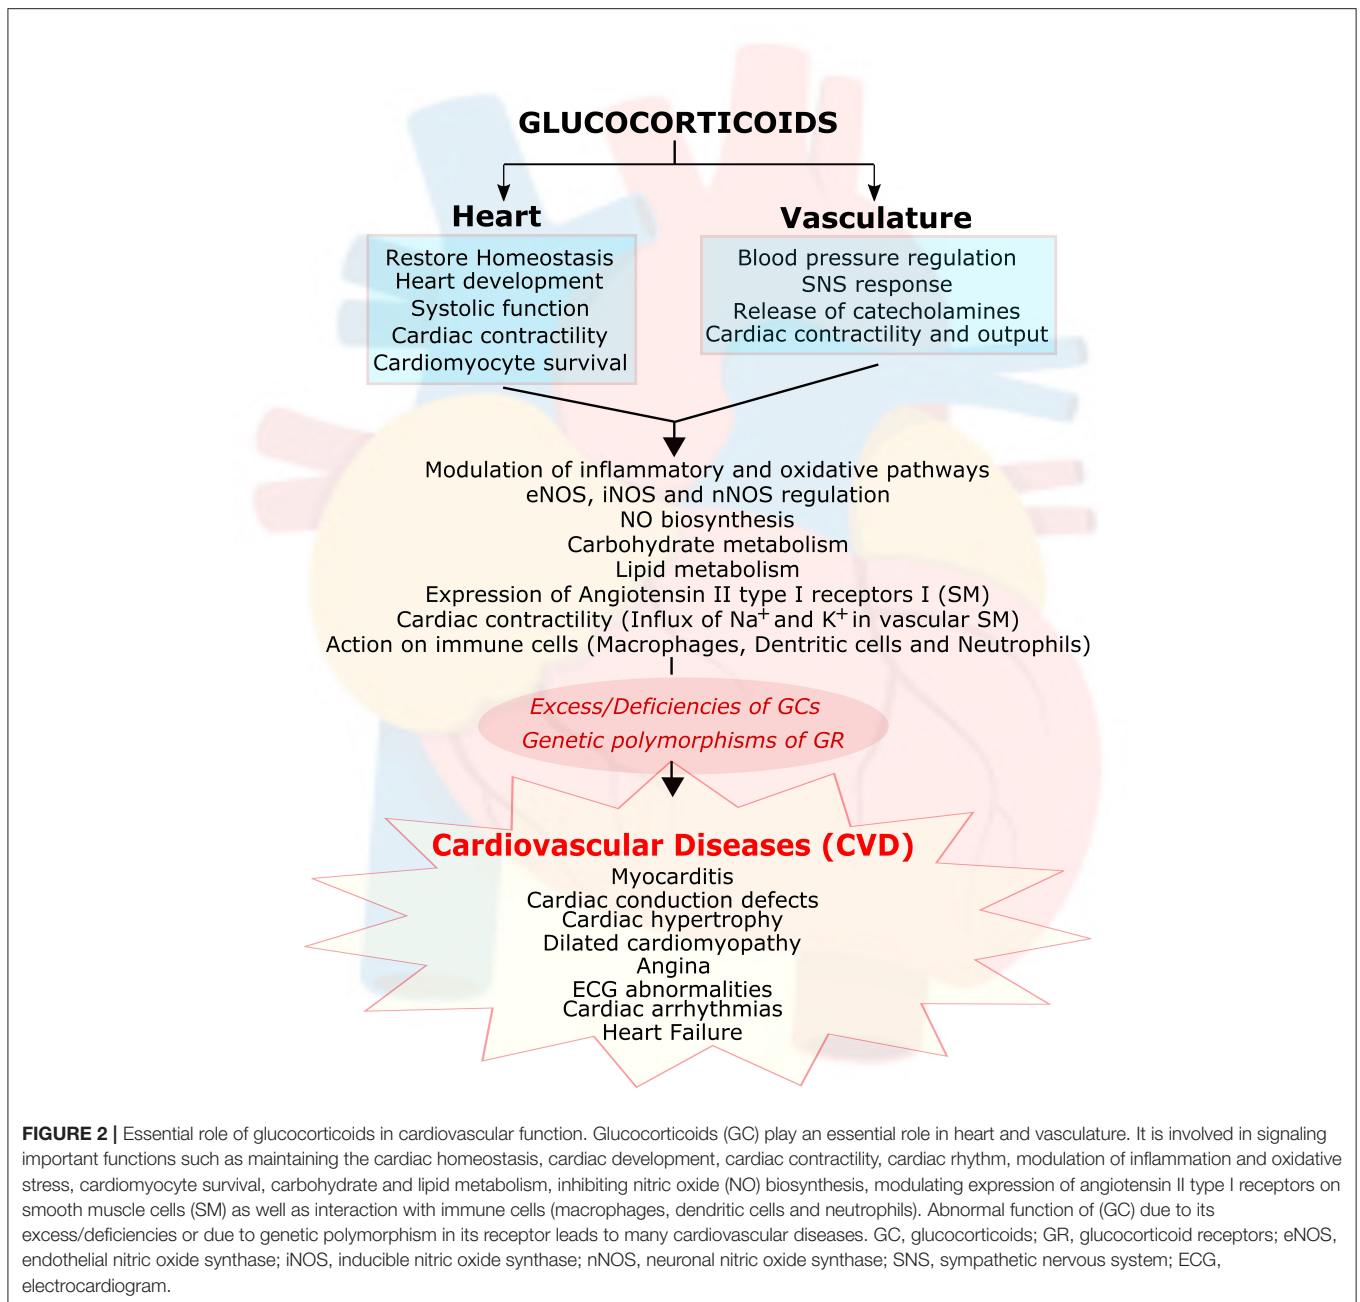 GLUCOCORTICOIDS
Heart
Restore Homeostasis
Heart development
Systolic function
Cardiac contractility
Cardiomyocyte survival
Vasculature
Blood pressure regulation
SNS response
Release of catecholamines
Cardiac contractility and output
Modulation of inflammatory and oxidative pathways
eNOS, iNOS and nNOS regulation
NO biosynthesis
Carbohydrate metabolism
Lipid metabolism
Expression of Angiotensin II type I receptors I (SM)
Cardiac contractility (Influx of Na+ and K+ in vascular SM)
Action on immune cells (Macrophages, Dentritic cells and Neutrophils)
Excess/Deficiencies of GCs
Genetic polymorphisms of GR
Cardiovascular Diseases (CVD)
Myocarditis
Cardiac conduction defects
Cardiac hypertrophy
Dilated cardiomyopathy
Angina
ECG abnormalities
Cardiac arrhythmias
Heart Failure
FIGURE 2 | Essential role of glucocorticoids in cardiovascular function. Glucocorticoids (GC) play an essential role in heart and vasculature. It is involved in signaling
important functions such as maintaining the cardiac homeostasis, cardiac development, cardiac contractility, cardiac rhythm, modulation of inflammation and oxidative
stress, cardiomyocyte survival, carbohydrate and lipid metabolism, inhibiting nitric oxide (NO) biosynthesis, modulating expression of angiotensin II type I receptors on
smooth muscle cells (SM) as well as interaction with immune cells (macrophages, dendritic cells and neutrophils). Abnormal function of (GC) due to its
excess/deficiencies or due to genetic polymorphism in its receptor leads to many cardiovascular diseases. GC, glucocorticoids; GR, glucocorticoid receptors; eNOS,
endothelial nitric oxide synthase; iNOS, inducible nitric oxide synthase; nNOS, neuronal nitric oxide synthase; SNS, sympathetic nervous system; ECG,
electrocardiogram.